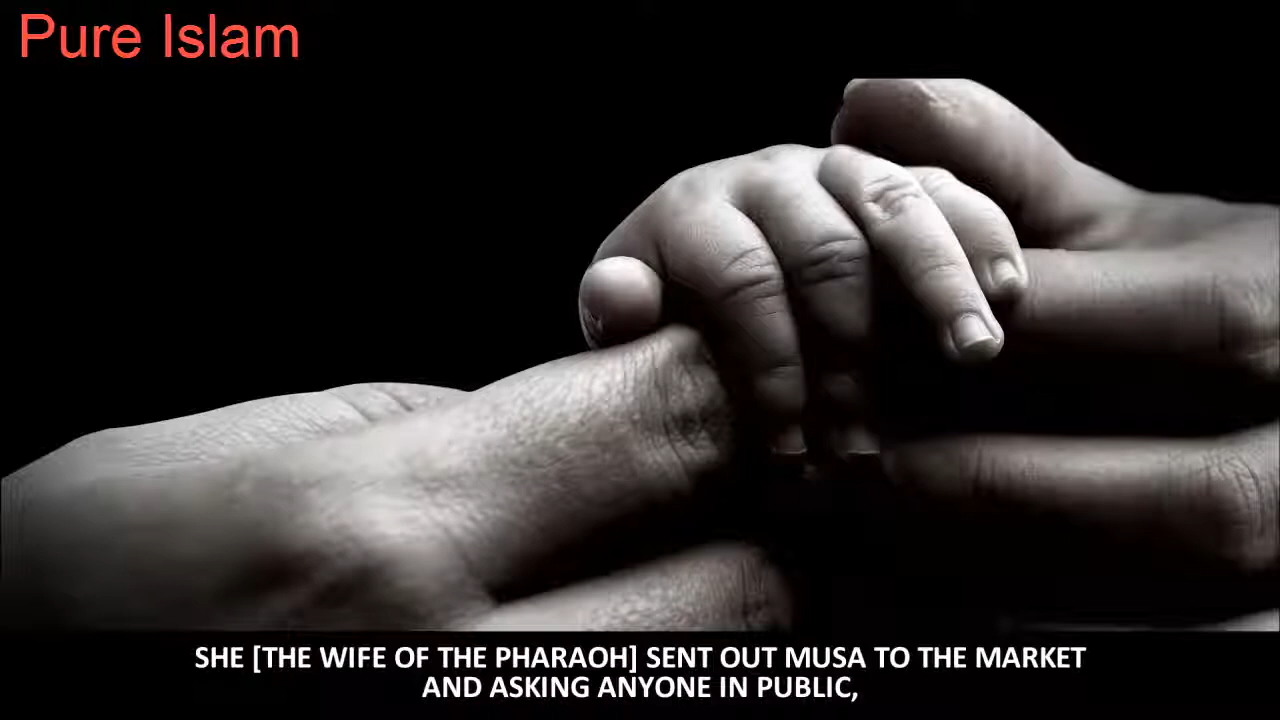 Pure Islam
SHE [THE WIFE OF THE PHARAOH] SENT OUT MUSA TO THE MARKET
AND ASKING ANYONE IN PUBLIC,